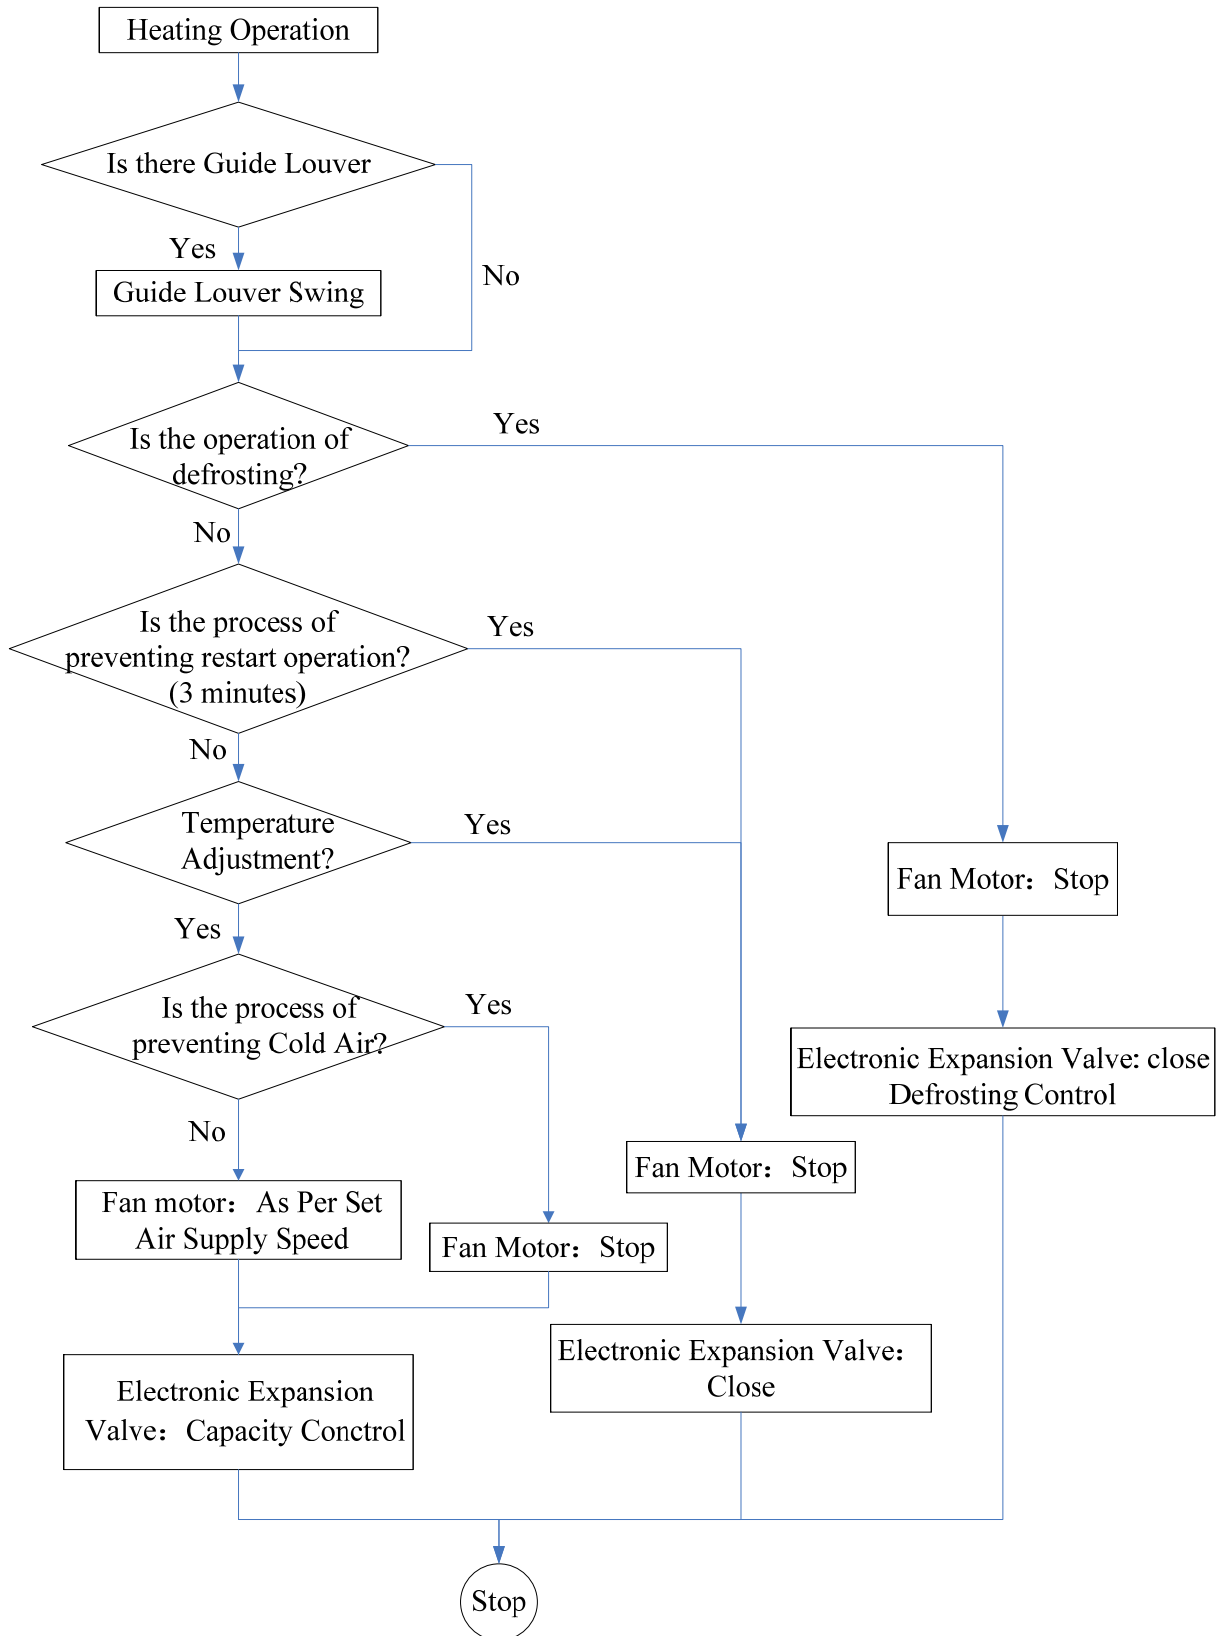 Heating Operation
Is there Guide Louver
Yes
No
Guide Louver Swing
Yes
Is the operation of
defrosting?
No
Is the process of
preventing restart operation?
(3 minutes)
Yes
No
Temperature
Adjustment?
Yes
Fan Motor：Stop
Yes
Is the process of
preventing Cold Air?
Yes
Electronic Expansion Valve: close
Defrosting Control
No
Fan Motor：Stop
Fan motor：As Per Set
Air Supply Speed
Fan Motor：Stop
Electronic Expansion Valve：
Close
Electronic Expansion
Valve：Capacity Conctrol
Stop